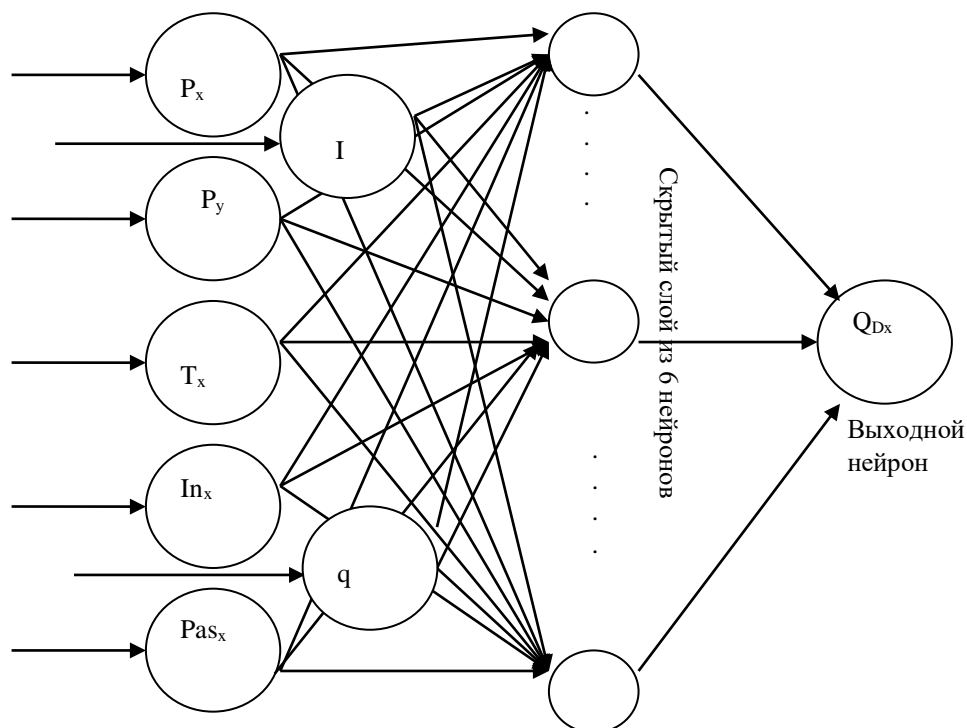 Px
I
Py
Tx
Inx
q
Pasx
Скрытый слой из 6 нейронов
QDx
Выходной
нейрон